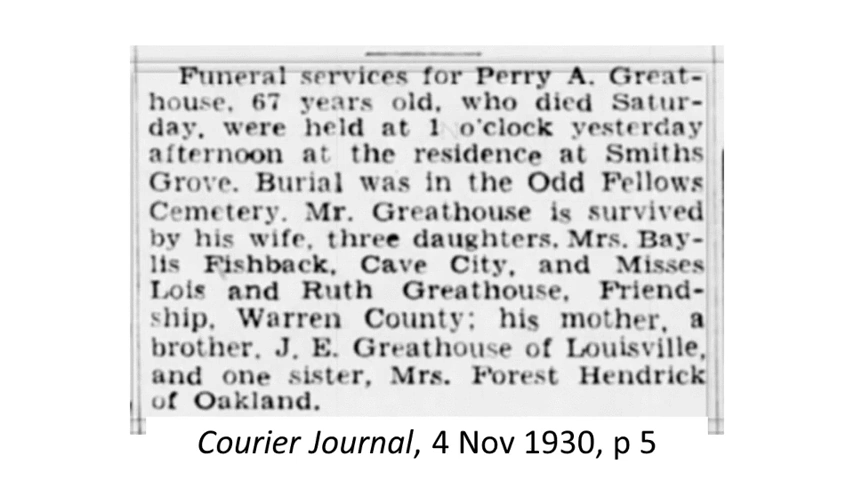 Funeral services for Perry A. Great-
house, 67 years old, who died Satur-
day, were held at 1 o'clock yesterday
afternoon at the residence at Smiths
Grove. Burial was in the Odd Fellows
Cemetery. Mr. Greathouse is survived
by his wife, three daughters, Mrs. Bay-
lis Fishback, Cave City, and Misses
Lois and Ruth Greathouse, Friend-
ship, Warren County; his mother, a
brother, J. E. Greathouse of Louisville,
and one sister, Mrs. Forest Hendrick
of Oakland.
Courier Journal, 4 Nov 1930, p 5